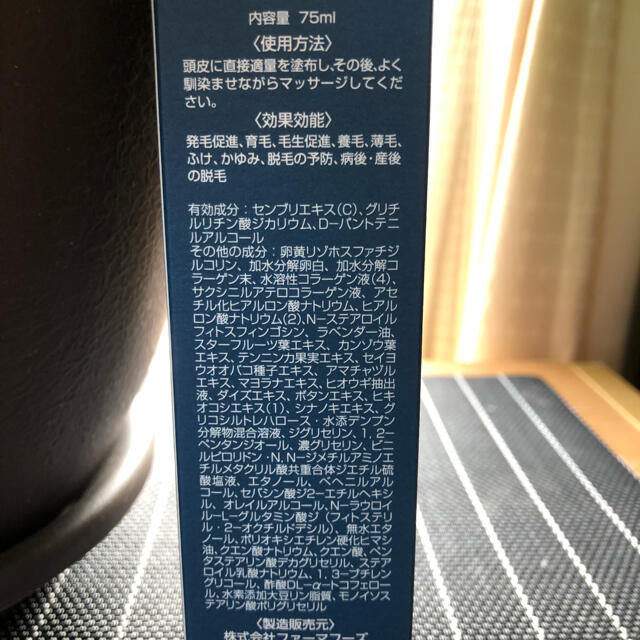 内容量 75ml
〈使用方法〉
頭皮に直接適量を塗布し、その後、よく
馴染ませながらマッサージしてくだ
さい。
〈効果効能〉
発毛促進、育毛、毛生促進、養毛、薄毛、
ふけ、かゆみ、脱毛の予防、病後・産後
の脱毛
有効成分：センブリエキス(C)、グリチ
ルリチン酸ジカリウム、D-パントテニ
ルアルコール
その他の成分：卵黄リゾホスファチジ
ルコリン、加水分解卵白、加水分解コ
ラーゲン末、水溶性コラーゲン液(4)、
サクシニルアテロコラーゲン液、アセ
チル化ヒアルロン酸ナトリウム、ヒアル
ロン酸ナトリウム(2)、N-ステアロイル
フィトスフィンゴシン、ラベンダー油、
スターフルーツ葉エキス、カンゾウ葉
エキス、テンニンカ果実エキス、セイヨ
ウオオバコ種子エキス、アマチャヅル
エキス、マヨラナエキス、ヒオウギ抽出
液、ダイズエキス、ボタンエキス、ヒキ
オコシエキス(1)、シナノキエキス、グ
リコシルトレハロース・水添デンプン
分解物混合溶液、ジグリセリン、1,2-
ペンタンジオール、濃グリセリン、ビニ
ルピロリドン・N,N-ジメチルアミノエ
チルメタクリル酸共重合体ジエチル硫
酸塩液、エタノール、ベヘニルアル
コール、セバシン酸ジ2-エチルヘキシ
ル、オレイルアルコール、N-ラウロイ
ル-L-グルタミン酸ジ(フィトステリ
ル・2-オクチルドデシル)、無水エタ
ノール、ポリオキシエチレン硬化ヒマシ
油、クエン酸ナトリウム、クエン酸、ペン
タステアリン酸デカグリセリル、ステア
ロイル乳酸ナトリウム、1,3-ブチレン
グリコール、酢酸DL-α-トコフェロー
ル、水素添加大豆リン脂質、モノイソス
テアリン酸ポリグリセリル
〈製造販売元〉
株式会社ファーマフーズ